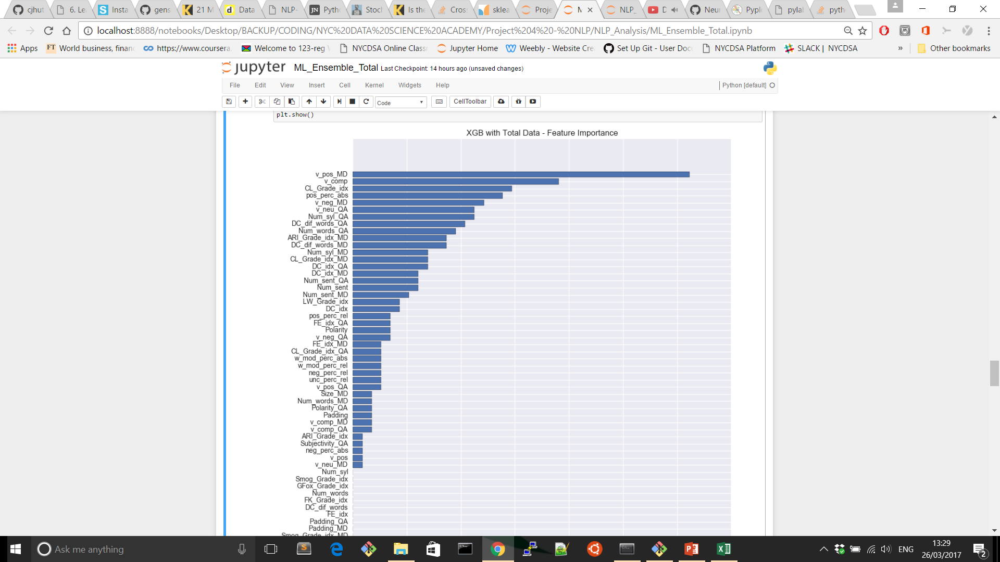 cjhut
6. Le
Insta
gens
21 M
Data
NLP-
Pyth
Stoc
Is the
Cros
sklea
Proje
M
NLP_
D
Neur
Pypl
pylal
pyth
localhost:8888/notebooks/Desktop/BACKUP/CODING/NYC%20DATA%20SCIENCE%20ACADEMY/Project%204%20-%20NLP/NLP_Analysis/ML_Ensemble_Total.ipynb
Apps
FT World business, finan
https://www.coursera.
Welcome to 123-reg
NYCDSA Online Class
Jupyter Home
Weebly - Website Cre
Set Up Git - User Docu
NYCDSA Platform
SLACK | NYCDSA
»
Other bookmarks
jupyter ML_Ensemble_Total Last Checkpoint: 14 hours ago (unsaved changes)
File Edit View Insert Cell Kernel Widgets Help
Python [default]
Code
CellToolbar
plt.show()
XGB with Total Data - Feature Importance
v_pos_MD
v_comp
CL_Grade_idx
pos_perc_abs
v_neg_MD
v_neu_QA
Num_syl_QA
DC_dif_words_QA
Num_words_QA
ARI_Grade_idx_MD
DC_dif_words_MD
Num_syl_MD
CL_Grade_idx_MD
DC_idx_QA
DC_idx_MD
Num_sent_QA
Num_sent
Num_sent_MD
LW_Grade_idx
DC_idx
pos_perc_rel
FE_idx_QA
Polarity
v_neg_QA
FE_idx_MD
CL_Grade_idx_QA
w_mod_perc_abs
w_mod_perc_rel
neg_perc_rel
unc_perc_rel
v_pos_QA
Size_MD
Num_words_MD
Polarity_QA
Padding
v_comp_MD
v_comp_QA
ARI_Grade_idx
Subjectivity_QA
neg_perc_abs
v_pos
v_neu_MD
Num_syl
Smog_Grade_idx
GFox_Grade_idx
Num_words
FK_Grade_idx
DC_dif_words
FE_idx
Padding_QA
Padding_MD
Smog_Grade_idx_MD
Ask me anything
ENG
13:29
26/03/2017
2